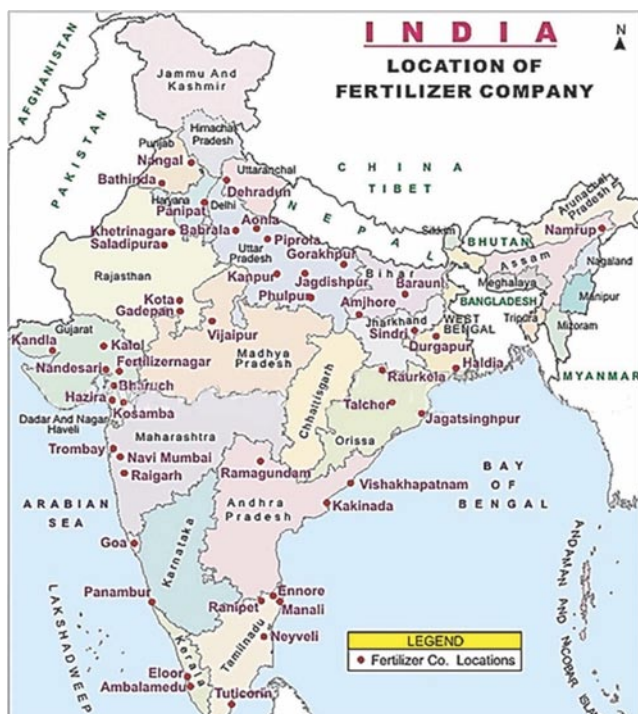 INDIA
LOCATION OF
FERTILIZER COMPANY
N
AFGHANISTAN
PAKISTAN
Jammu And
Kashmir
Himachal
Pradesh
Punjab
Nangal
Bathinda
Uttaranchal
Dehradun
CHINA
TIBET
Haryana
Delhi
Panipat
NEPAL
Arunachal
Pradesh
Khetrinagar
Saladipura
Babrala
Aonla
Piprola
Uttar
Pradesh
Gorakhpur
Sikkim
BHUTAN
Namrup
Assam
Nagaland
Rajasthan
Kanpur
Jagdishpur
Phulpur
Bihar
Barauni
Meghalaya
Manipur
BANGLADESH
Kota
Gadepan
Amjhore
Jharkhand
WEST
BENGAL
Tripura
Mizoram
Gujarat
Kandla
Kalol
Vijaipur
Sindri
Durgapur
Madhya
Pradesh
Nandesari
Fertilizernagar
Haldia
MYANMAR
Bharuch
Raurkela
Hazira
Kosamba
Chhattisgarh
Talcher
Jagatsinghpur
Dadar And Nagar
Haveli
Maharashtra
Orissa
Trombay
Navi Mumbai
Raigarh
Ramagundam
Vishakhapatnam
BAY
OF
BENGAL
ARABIAN
SEA
Andhra
Pradesh
Kakinada
Goa
Karnataka
ANDAMAN AND NICOBAR ISLA
Panambur
Ranipet
Ennore
Manali
LAKSHADWEEP
Tamilnadu
Neyveli
Kerala
Eloor
Ambalamedu
Tuticorin
LEGEND
Fertilizer Co. Locations